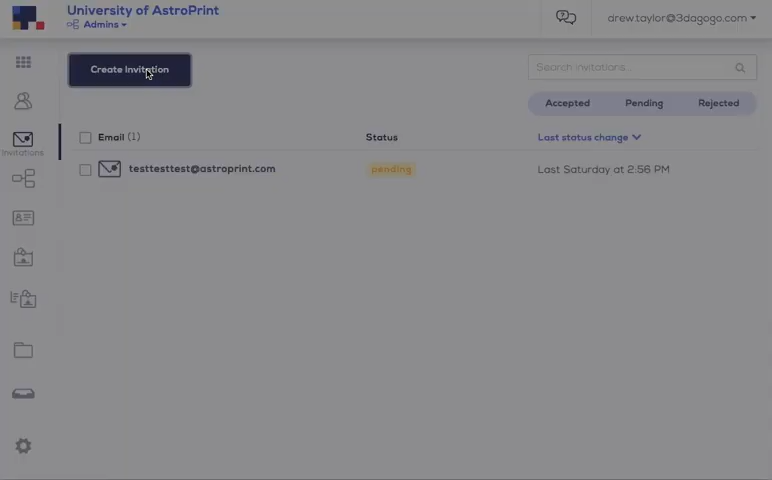 University of AstroPrint
Admins
drew.taylor@3dagogo.com
Create Invitation
Search invitations...
Accepted Pending Rejected
Invitations
Email (1) Status Last status change
testtesttest@astroprint.com pending Last Saturday at 2:56 PM